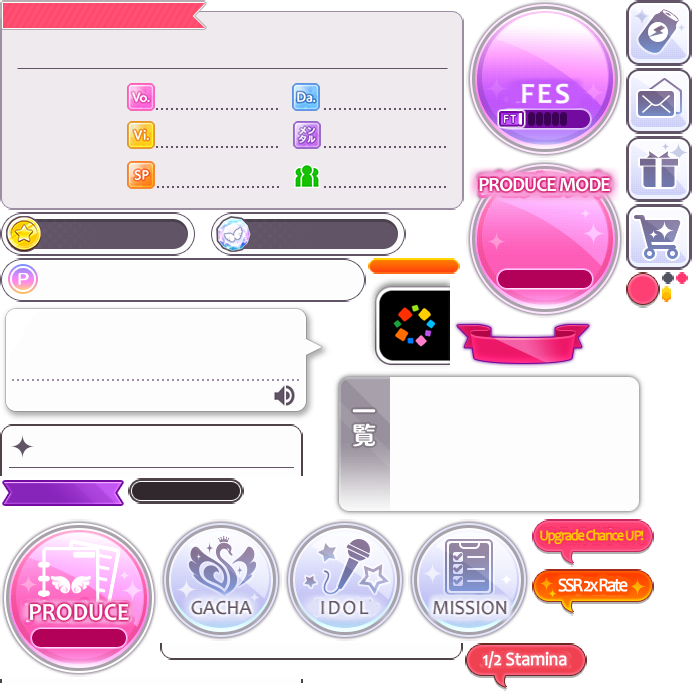 Vo.
Da.
Vi.
メンタル
SP
FES
FT
PRODUCE MODE
P
一覧
PRODUCE
GACHA
IDOL
MISSION
Upgrade Chance UP!
SSR 2x Rate
1/2 Stamina